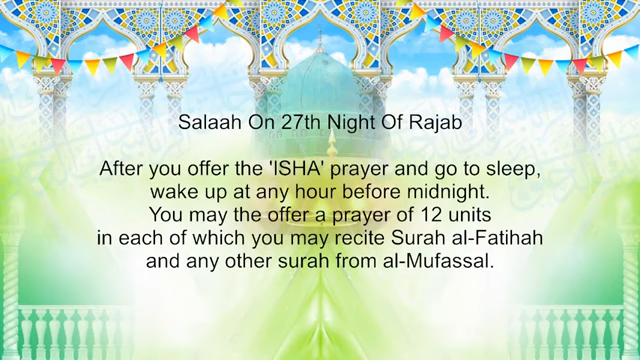 Salaah On 27th Night Of Rajab
After you offer the 'ISHA' prayer and go to sleep,
wake up at any hour before midnight.
You may the offer a prayer of 12 units
in each of which you may recite Surah al-Fatihah
and any other surah from al-Mufassal.